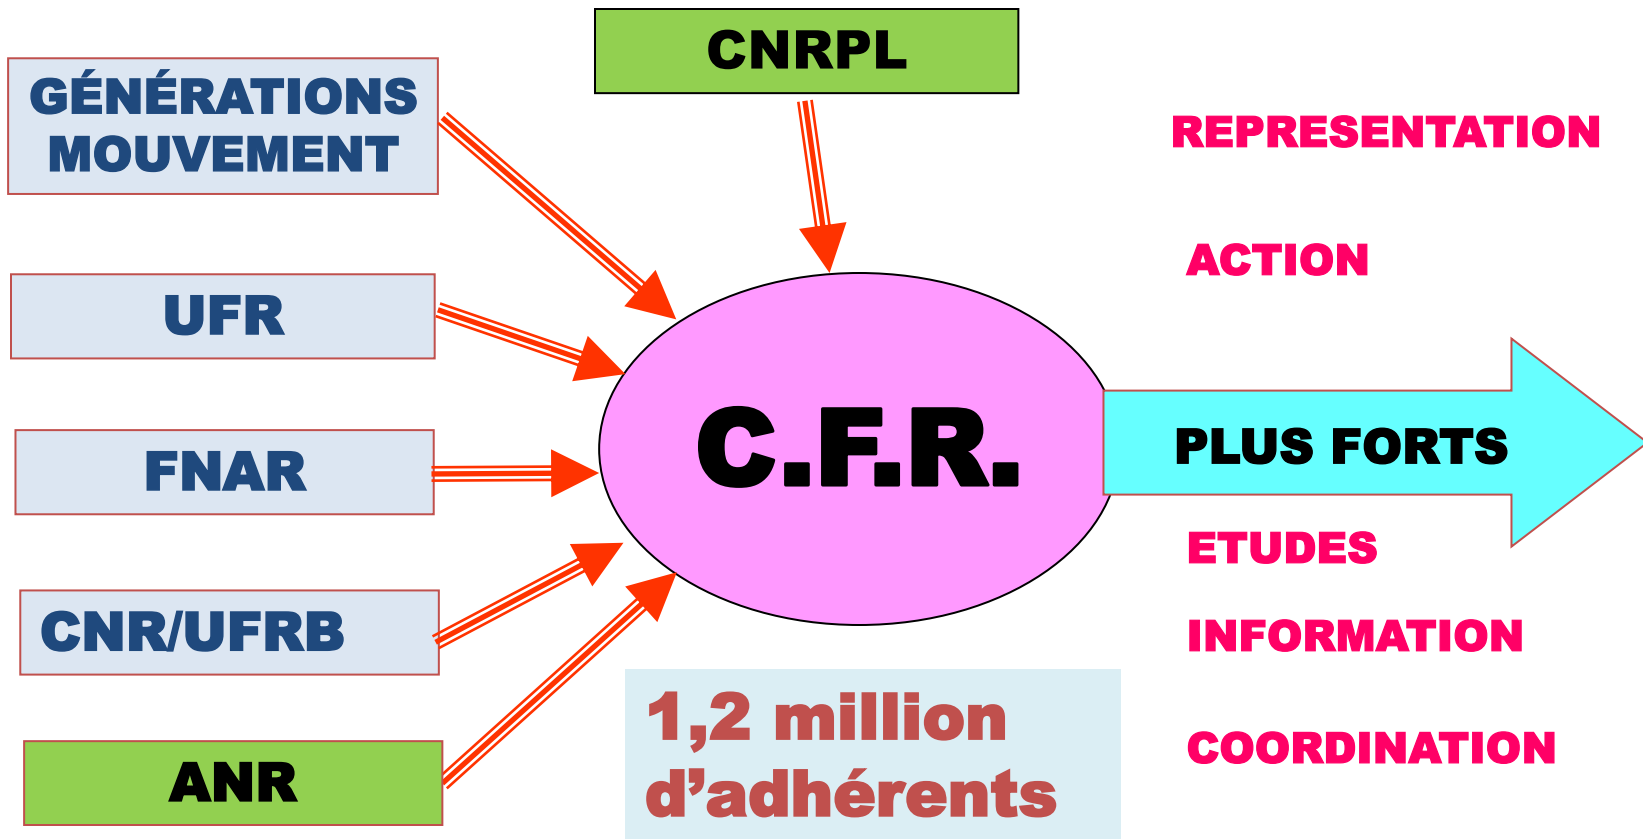 CNRPL
GÉNÉRATIONS
MOUVEMENT
UFR
FNAR
CNR/UFRB
ANR
C.F.R.
1,2 million
d’adhérents
REPRESENTATION
ACTION
PLUS FORTS
ETUDES
INFORMATION
COORDINATION